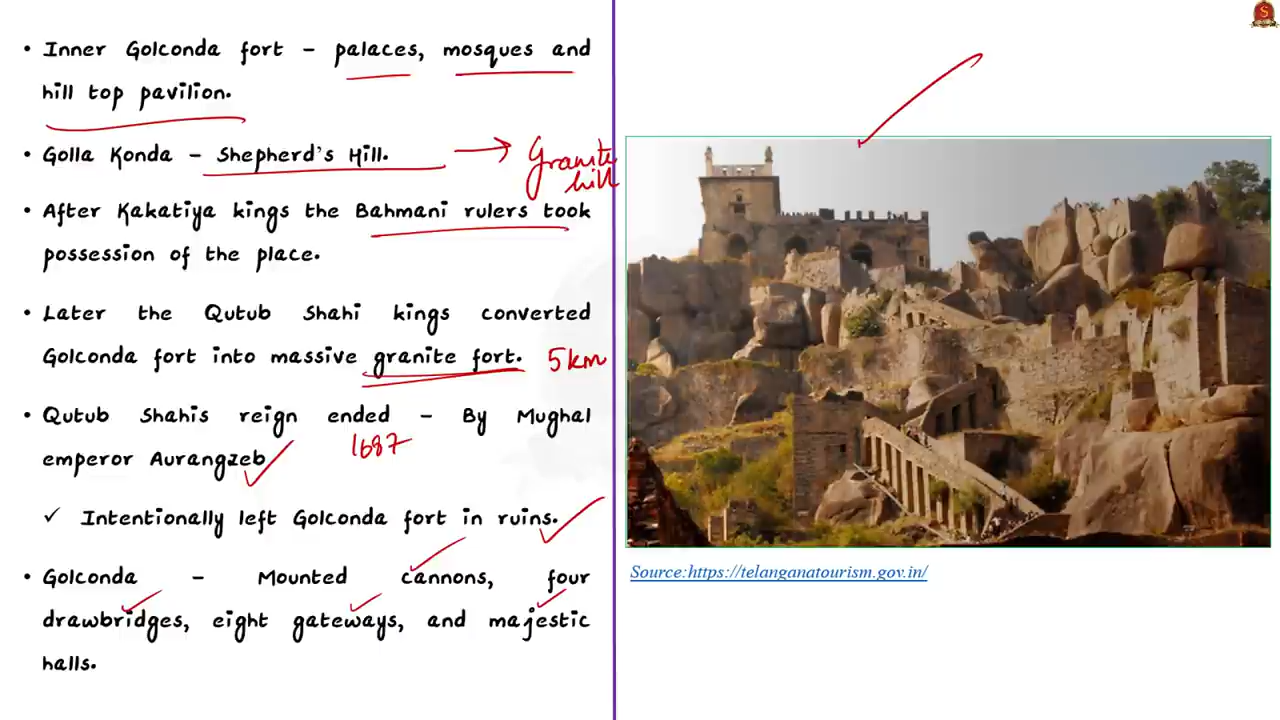 • Inner Golconda fort – palaces, mosques and
hill top pavilion.
• Golla Konda – Shepherd's Hill. → Granite
hill
• After Kakatiya kings the Bahmani rulers took
possession of the place.
• Later the Qutub Shahi kings converted
Golconda fort into massive granite fort. 5km
• Qutub Shahis reign ended – By Mughal
emperor Aurangzeb 1687
✓ Intentionally left Golconda fort in ruins.
• Golconda – Mounted cannons, four
drawbridges, eight gateways, and majestic
halls.
Source:https://telanganatourism.gov.in/